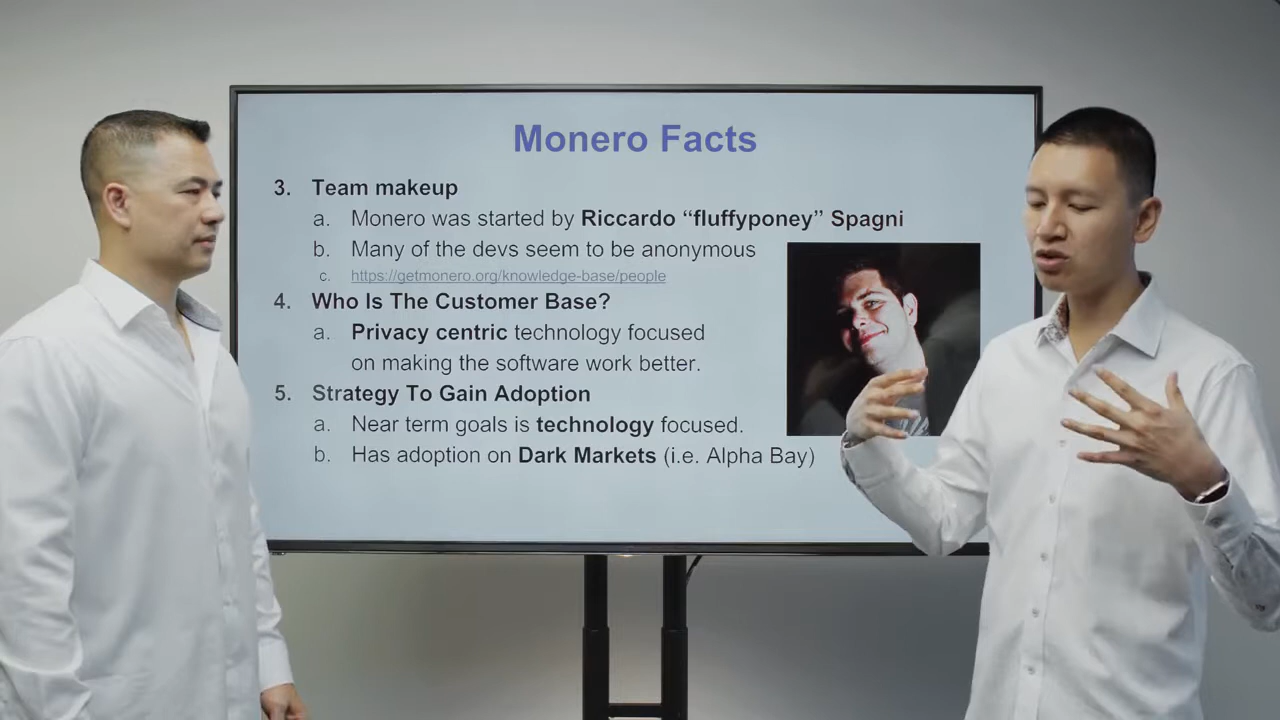 Monero Facts
3. Team makeup
a. Monero was started by Riccardo “fluffyponey” Spagni
b. Many of the devs seem to be anonymous
c. https://getmonero.org/knowledge-base/people
4. Who Is The Customer Base?
a. Privacy centric technology focused
on making the software work better.
5. Strategy To Gain Adoption
a. Near term goals is technology focused.
b. Has adoption on Dark Markets (i.e. Alpha Bay)